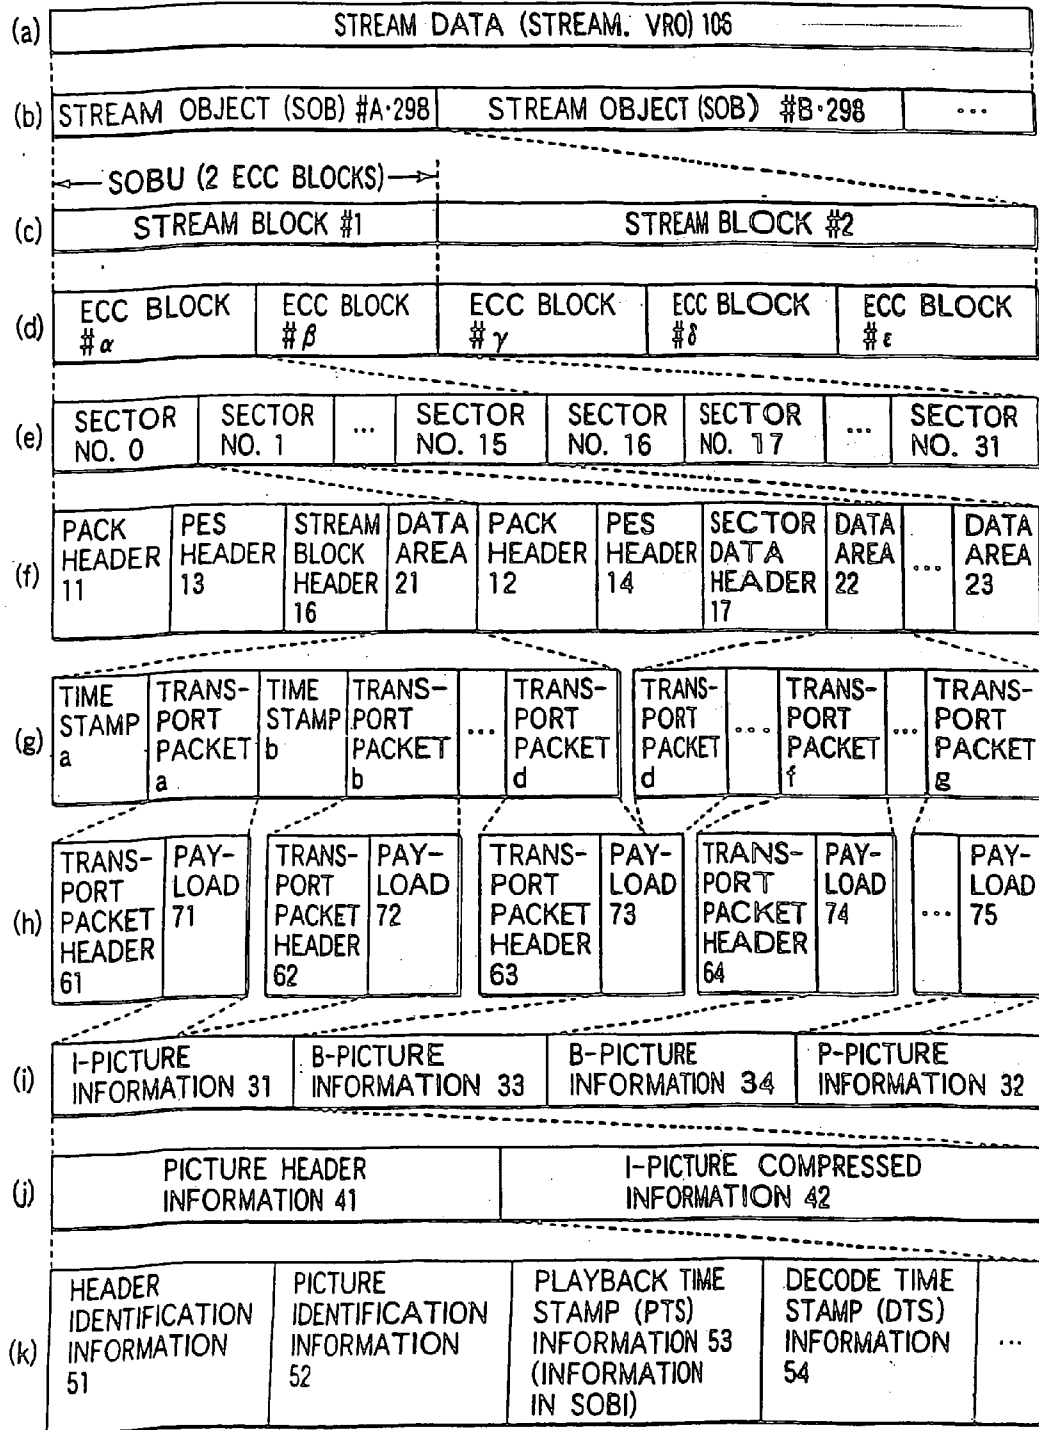 (a) STREAM DATA (STREAM. VRO) 106
(b) STREAM OBJECT (SOB) #A·298 STREAM OBJECT (SOB) #B·298 ...
SOBU (2 ECC BLOCKS)
(c) STREAM BLOCK #1 STREAM BLOCK #2
(d)
ECC BLOCK
#α
ECC BLOCK
#β
ECC BLOCK
#γ
ECC BLOCK
#δ
ECC BLOCK
#ε
(e)
SECTOR
NO. 0
SECTOR
NO. 1
...
SECTOR
NO. 15
SECTOR
NO. 16
SECTOR
NO. 17
...
SECTOR
NO. 31
(f)
PACK
HEADER
11
PES
HEADER
13
STREAM
BLOCK
HEADER
16
DATA
AREA
21
PACK
HEADER
12
PES
HEADER
14
SECTOR
DATA
HEADER
17
DATA
AREA
22
...
DATA
AREA
23
(g)
TIME
STAMP
a
TRANS-
PORT
PACKET
a
TIME
STAMP
b
TRANS-
PORT
PACKET
b
...
TRANS-
PORT
PACKET
d
TRANS-
PORT
PACKET
d
...
TRANS-
PORT
PACKET
f
...
TRANS-
PORT
PACKET
g
(h)
TRANS-
PORT
PACKET
HEADER
61
PAY-
LOAD
71
TRANS-
PORT
PACKET
HEADER
62
PAY-
LOAD
72
TRANS-
PORT
PACKET
HEADER
63
PAY-
LOAD
73
TRANS-
PORT
PACKET
HEADER
64
PAY-
LOAD
74
...
PAY-
LOAD
75
(i)
I-PICTURE
INFORMATION 31
B-PICTURE
INFORMATION 33
B-PICTURE
INFORMATION 34
P-PICTURE
INFORMATION 32
(j)
PICTURE HEADER
INFORMATION 41
I-PICTURE COMPRESSED
INFORMATION 42
(k)
HEADER
IDENTIFICATION
INFORMATION
51
PICTURE
IDENTIFICATION
INFORMATION
52
PLAYBACK TIME
STAMP (PTS)
INFORMATION 53
(INFORMATION
IN SOBI)
DECODE TIME
STAMP (DTS)
INFORMATION
54
...